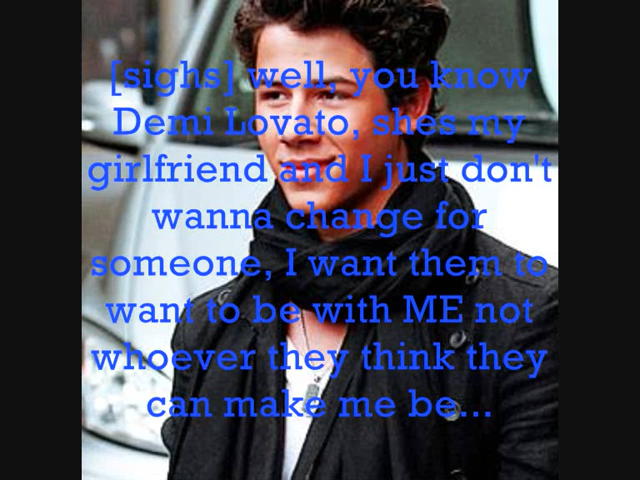 [sighs] well, you know
Demi Lovato, shes my
girlfriend and I just don't
wanna change for
someone, I want them to
want to be with ME not
whoever they think they
can make me be...